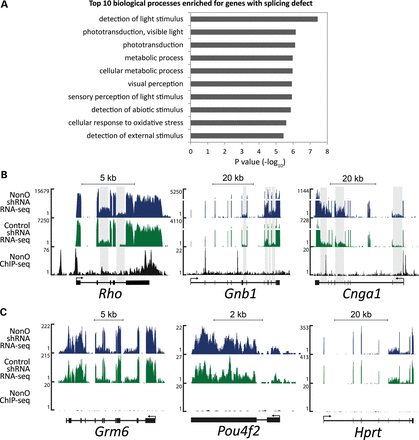 A
Top 10 biological processes enriched for genes with splicing defect
detection of light stimulus
phototransduction, visible light
phototransduction
metabolic process
cellular metabolic process
visual perception
sensory perception of light stimulus
detection of abiotic stimulus
cellular response to oxidative stress
detection of external stimulus
0 1 2 3 4 5 6 7 8
P value (-log10)
B
5 kb
20 kb
20 kb
NonO
shRNA
RNA-seq
15679
1
5250
1
1144
1
Control
shRNA
RNA-seq
7250
1
4110
1
728
1
NonO
ChIP-seq
76
1
20
1
20
1
Rho
Gnb1
Cnga1
C
5 kb
2 kb
20 kb
NonO
shRNA
RNA-seq
222
1
22
1
353
1
Control
shRNA
RNA-seq
215
1
27
1
413
1
NonO
ChIP-seq
20
1
20
1
20
1
Grm6
Pou4f2
Hprt